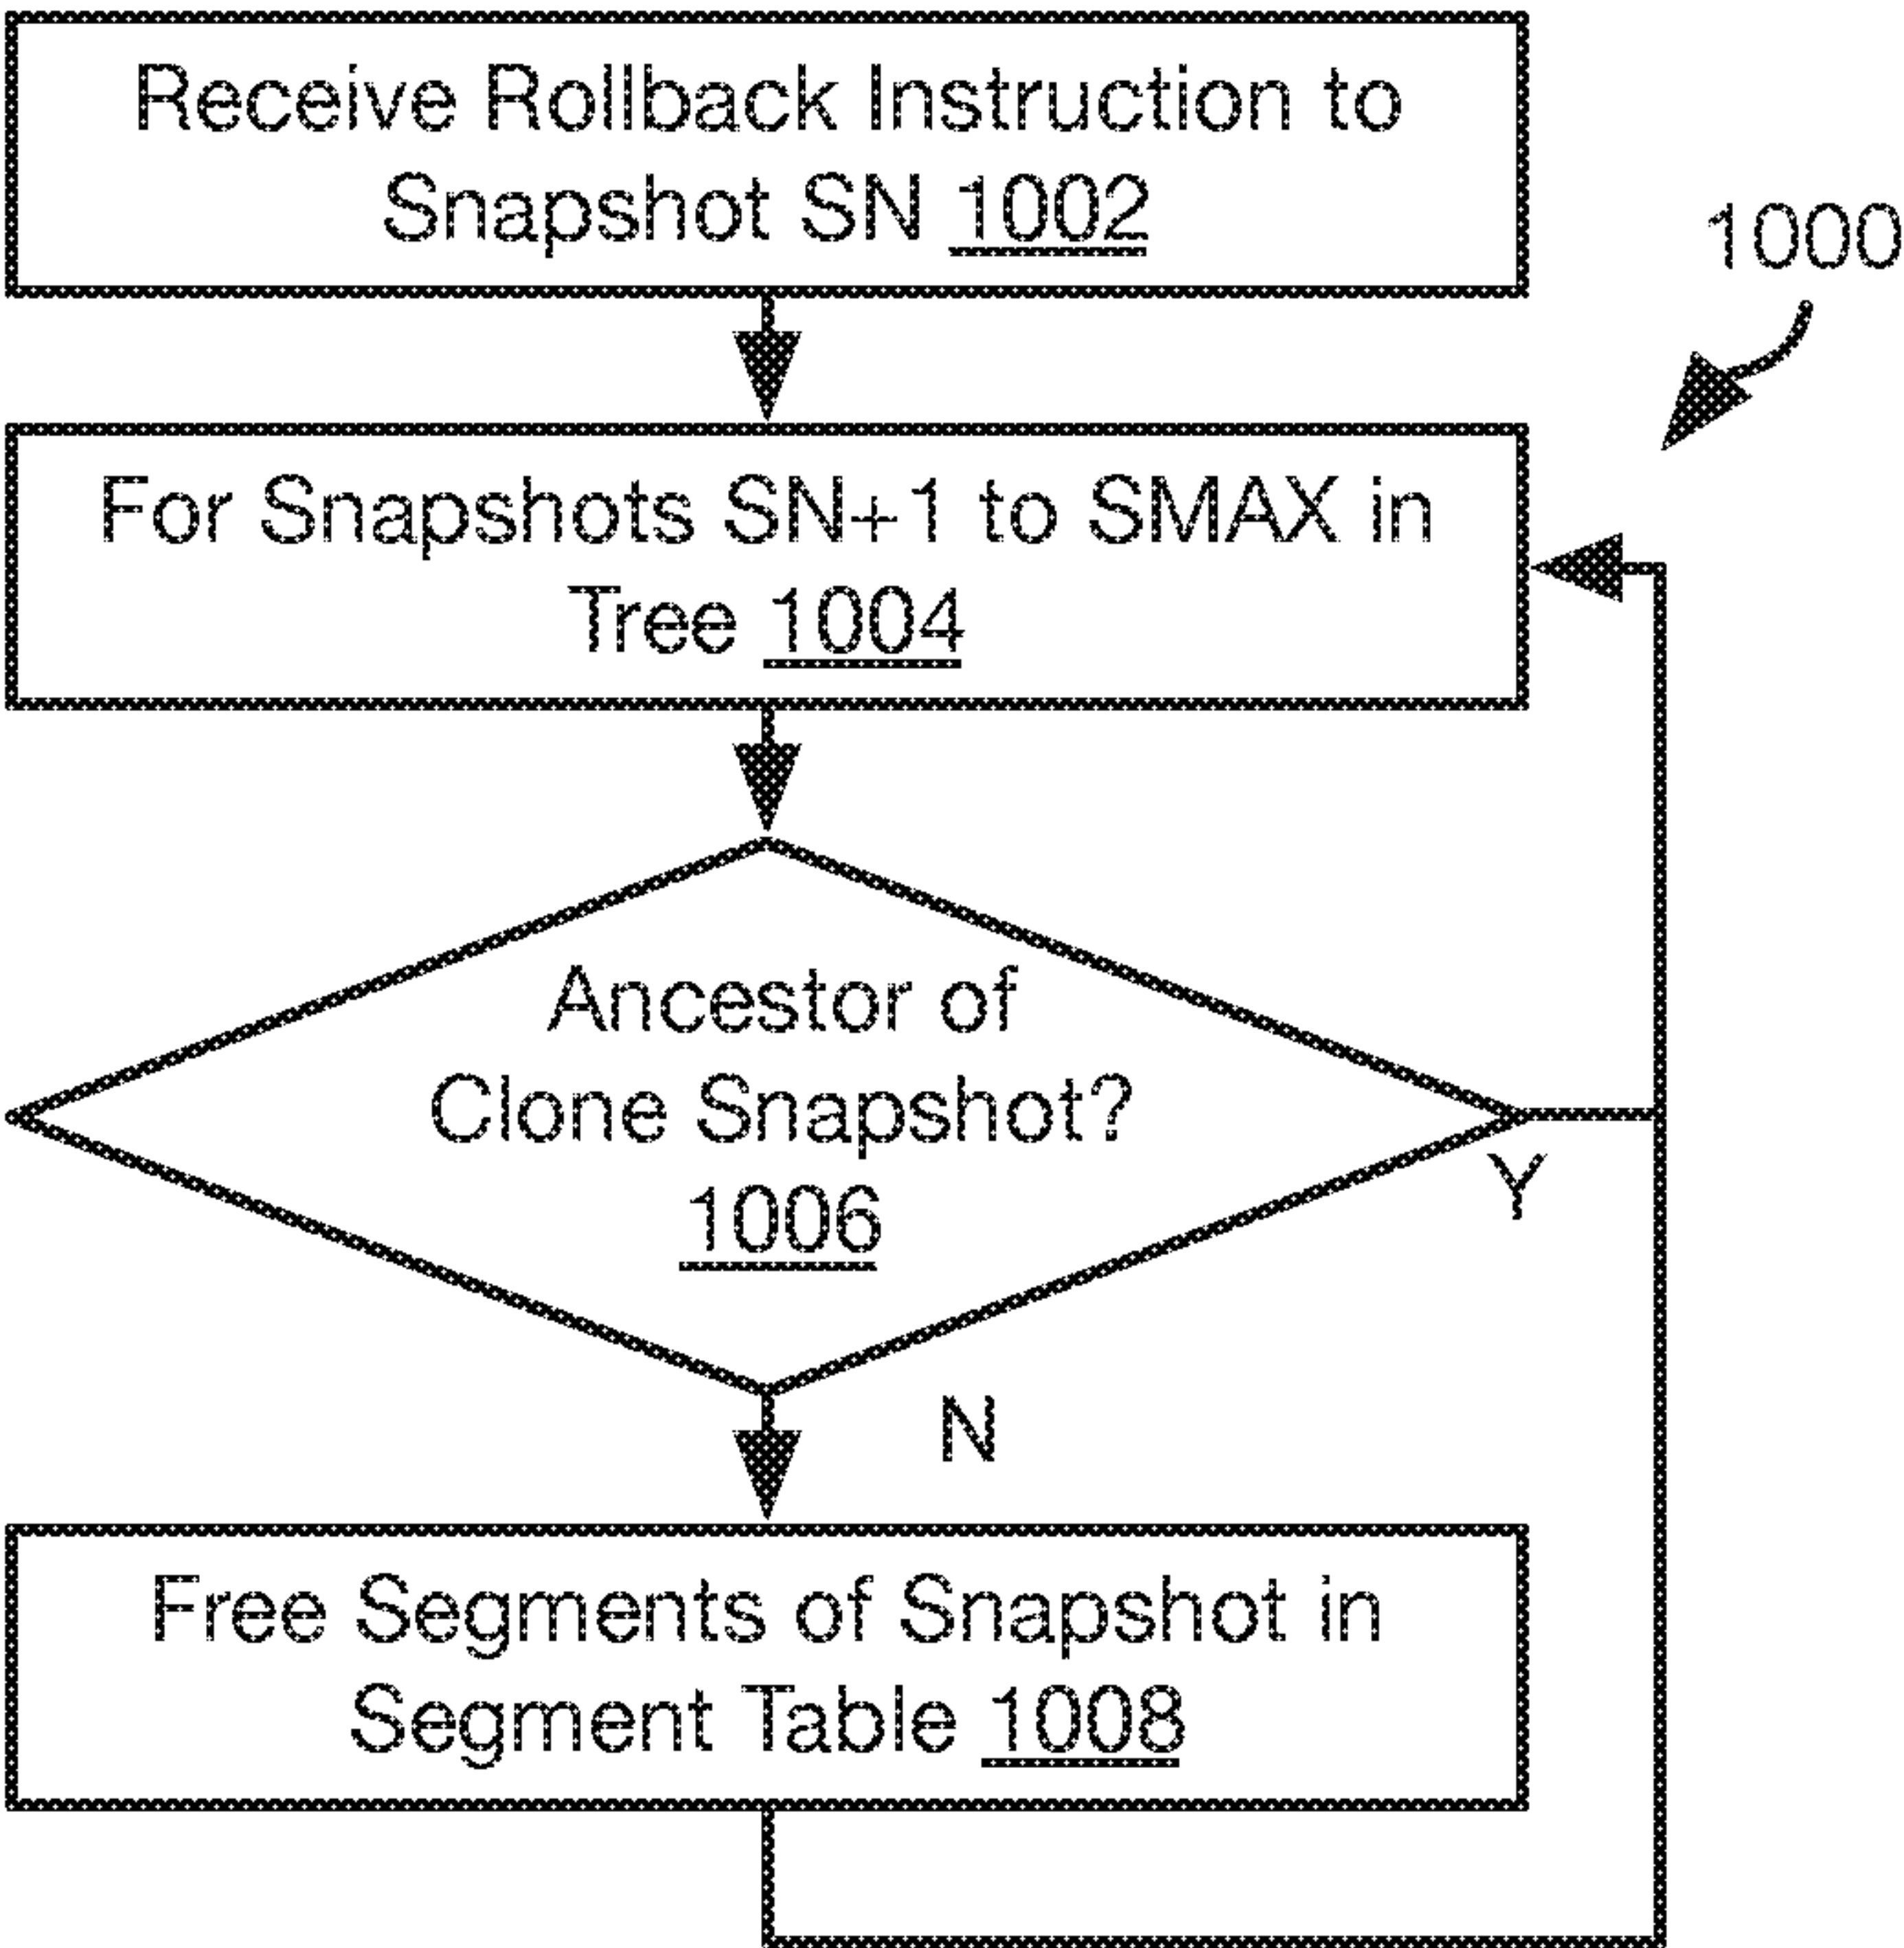 Receive Rollback Instruction to
Snapshot SN 1002
1000
For Snapshots SN+1 to SMAX in
Tree 1004
Ancestor of
Clone Snapshot?
1006
Y
N
Free Segments of Snapshot in
Segment Table 1008